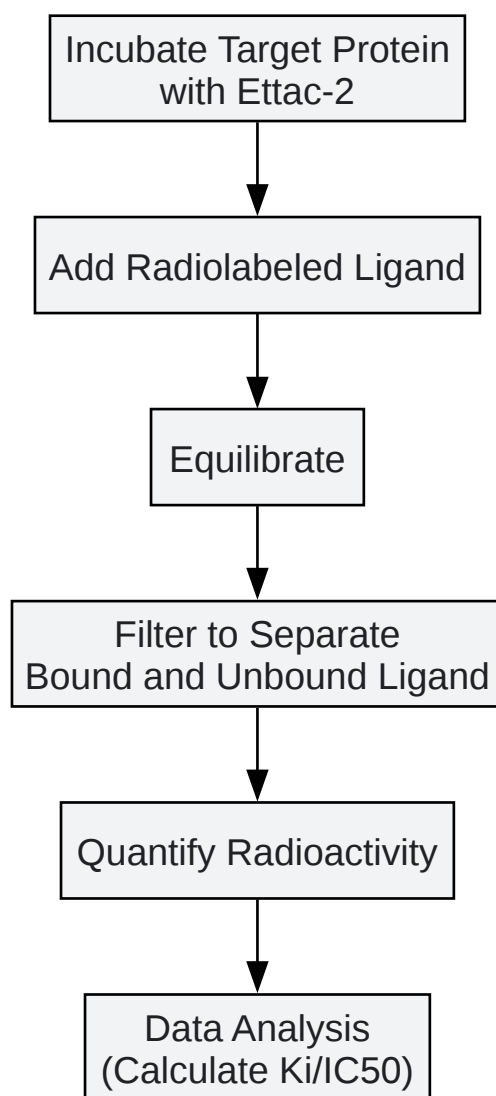 Incubate Target Protein
with Ettac-2
Add Radiolabeled Ligand
Equilibrate
Filter to Separate
Bound and Unbound Ligand
Quantify Radioactivity
Data Analysis
(Calculate Ki/IC50)